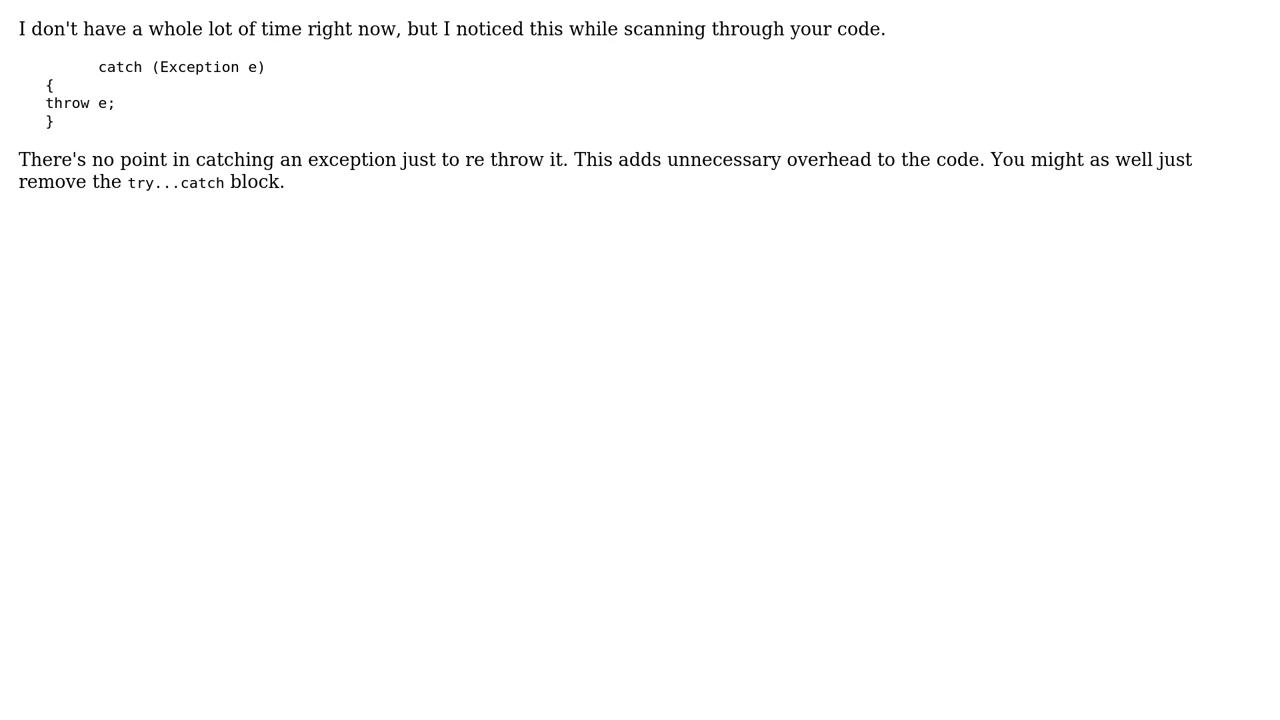 I don't have a whole lot of time right now, but I noticed this while scanning through your code.
catch (Exception e)
{
throw e;
}
There's no point in catching an exception just to re throw it. This adds unnecessary overhead to the code. You might as well just
remove the try...catch block.